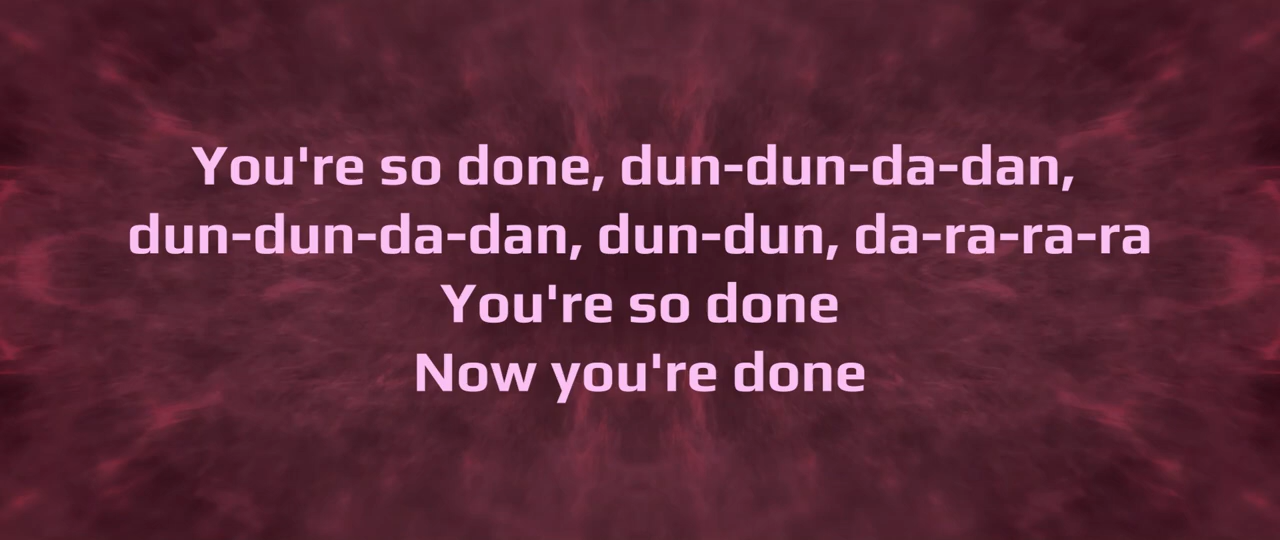 You're so done, dun-dun-da-dan,
dun-dun-da-dan, dun-dun, da-ra-ra-ra
You're so done
Now you're done